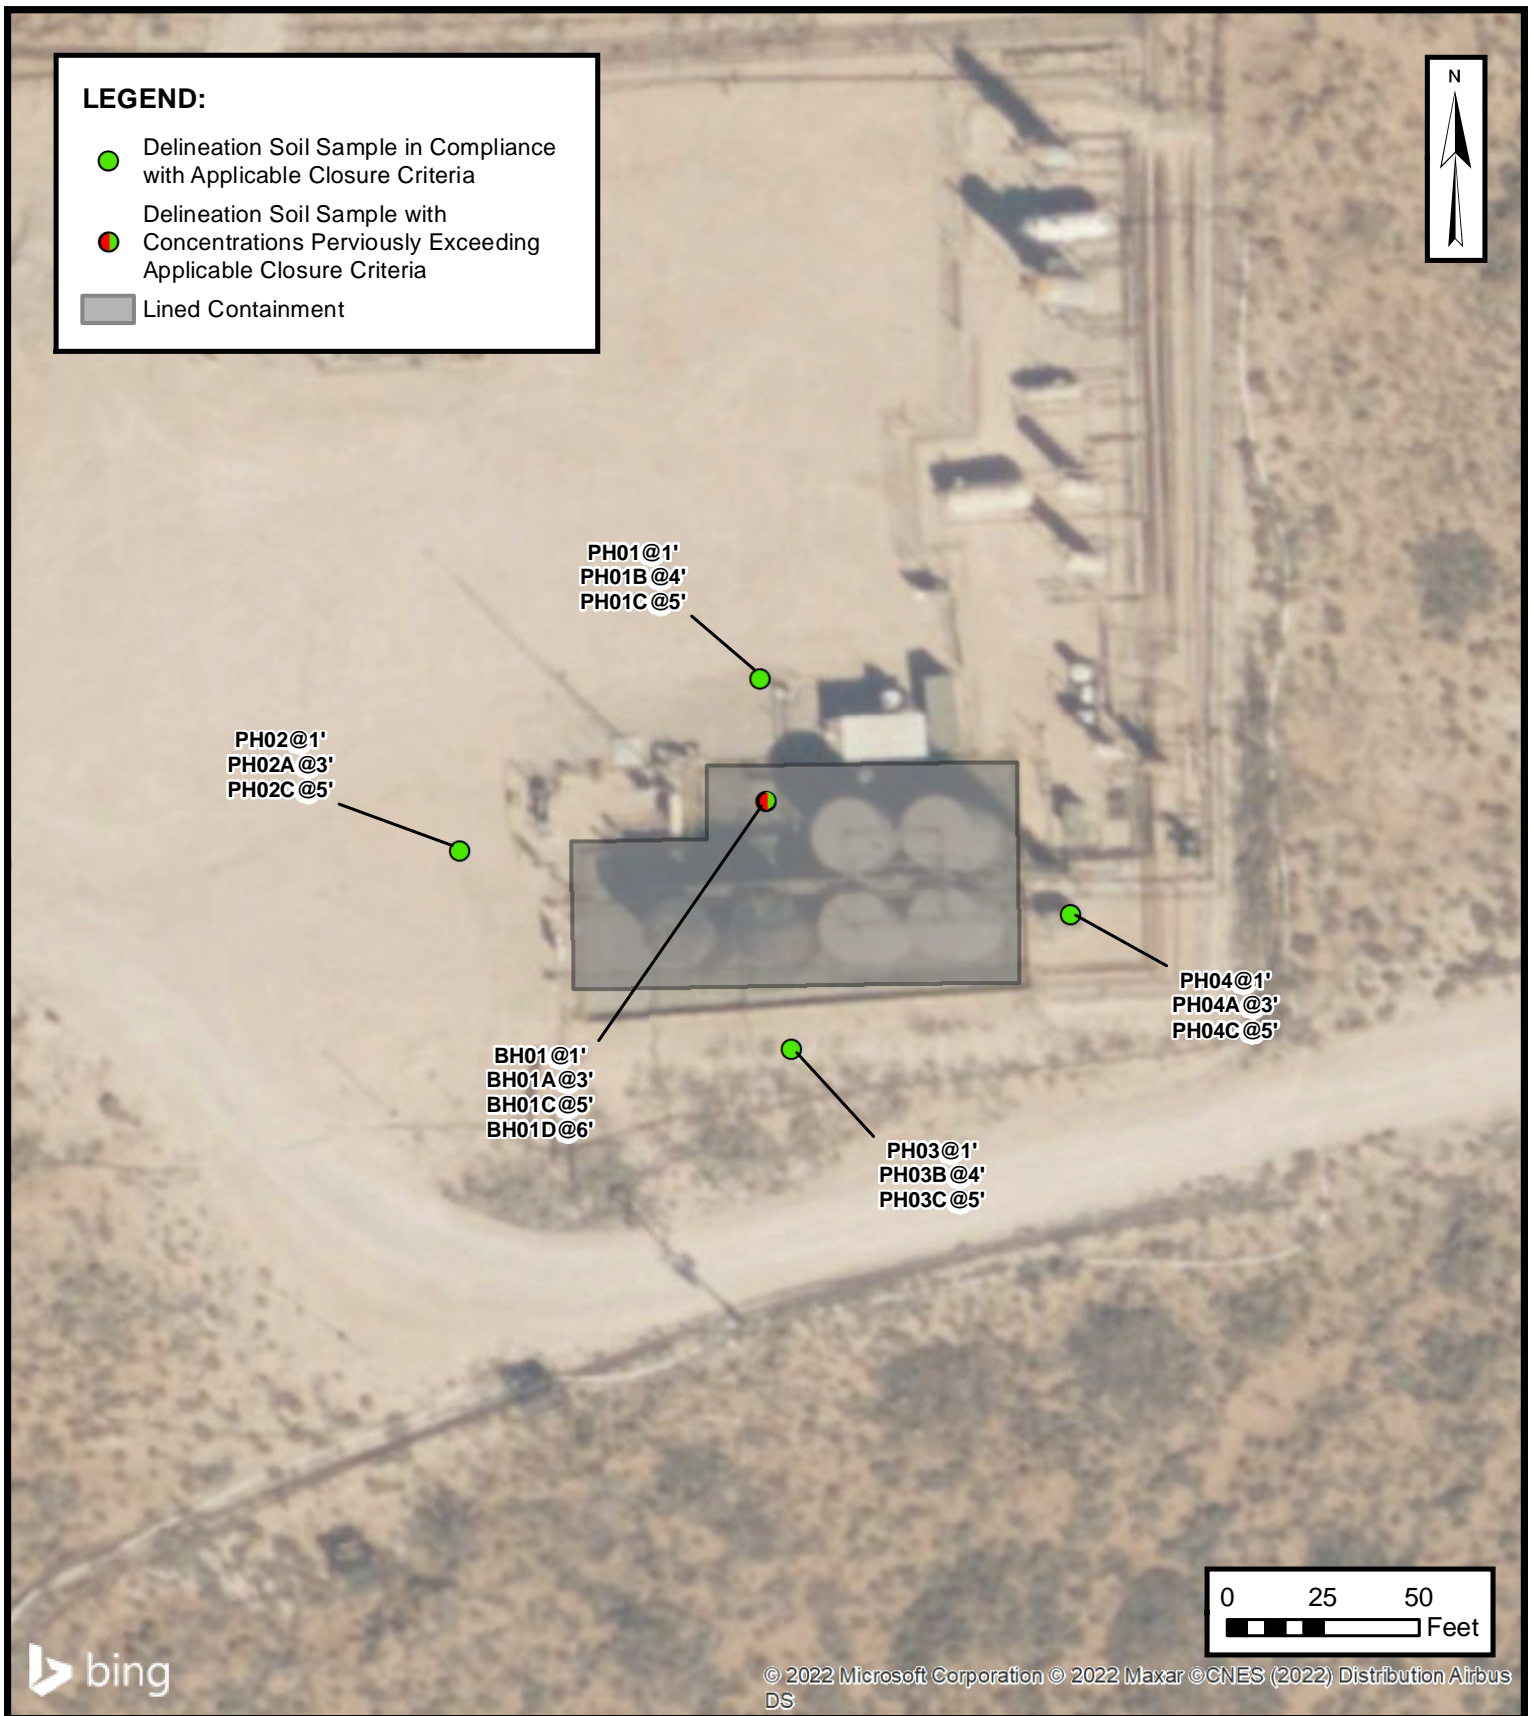 LEGEND:
Delineation Soil Sample in Compliance
with Applicable Closure Criteria
Delineation Soil Sample with
Concentrations Perviously Exceeding
Applicable Closure Criteria
Lined Containment
N
PH01@1'
PH01B@4'
PH01C@5'
PH02@1'
PH02A@3'
PH02C@5'
PH04@1'
PH04A@3'
PH04C@5'
BH01@1'
BH01A@3'
BH01C@5'
BH01D@6'
PH03@1'
PH03B@4'
PH03C@5'
0 25 50
Feet
bing
© 2022 Microsoft Corporation © 2022 Maxar ©CNES (2022) Distribution Airbus
DS